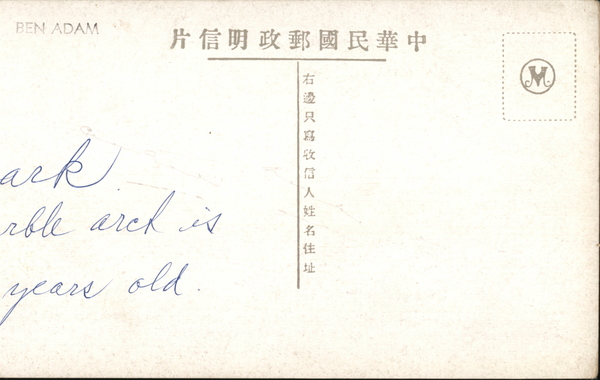 BEN ADAM
中華民國郵政明信片
右邊只寫收信人姓名住址
M
ark
rble arch is
years old.